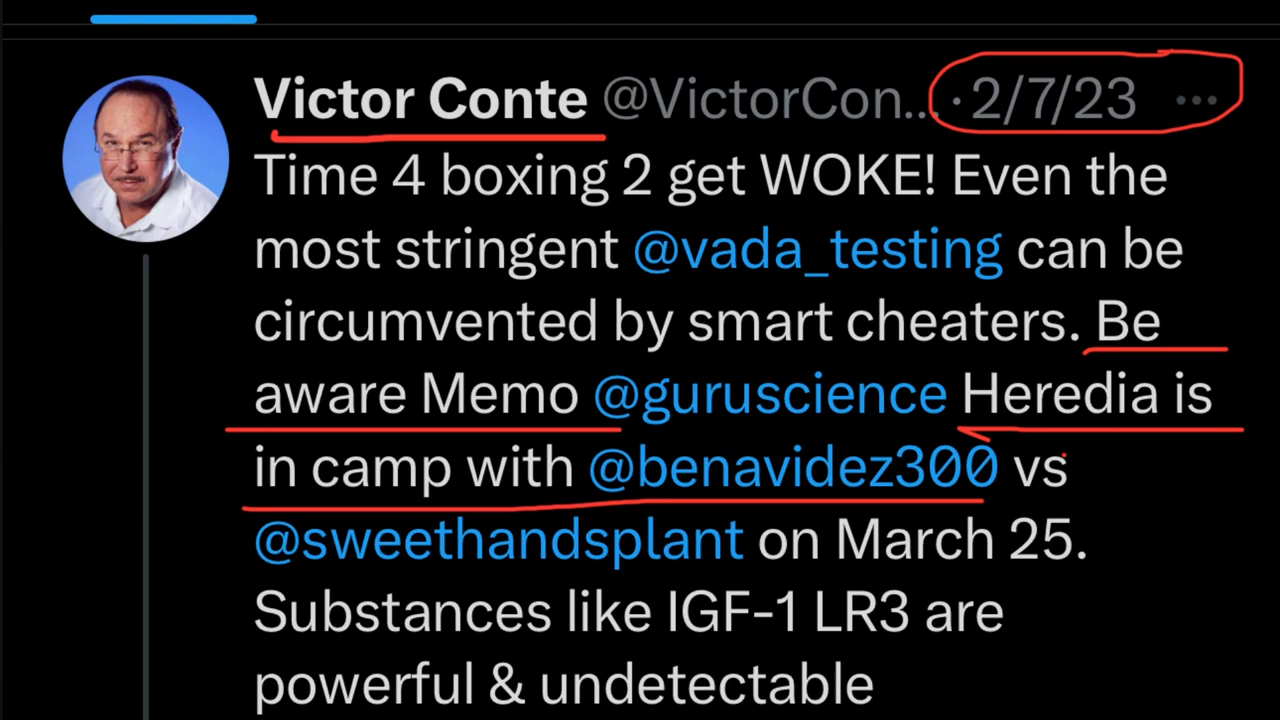 Victor Conte @VictorCon... · 2/7/23 ...
Time 4 boxing 2 get WOKE! Even the
most stringent @vada_testing can be
circumvented by smart cheaters. Be
aware Memo @guruscience Heredia is
in camp with @benavidez300 vs
@sweethandsplant on March 25.
Substances like IGF-1 LR3 are
powerful & undetectable